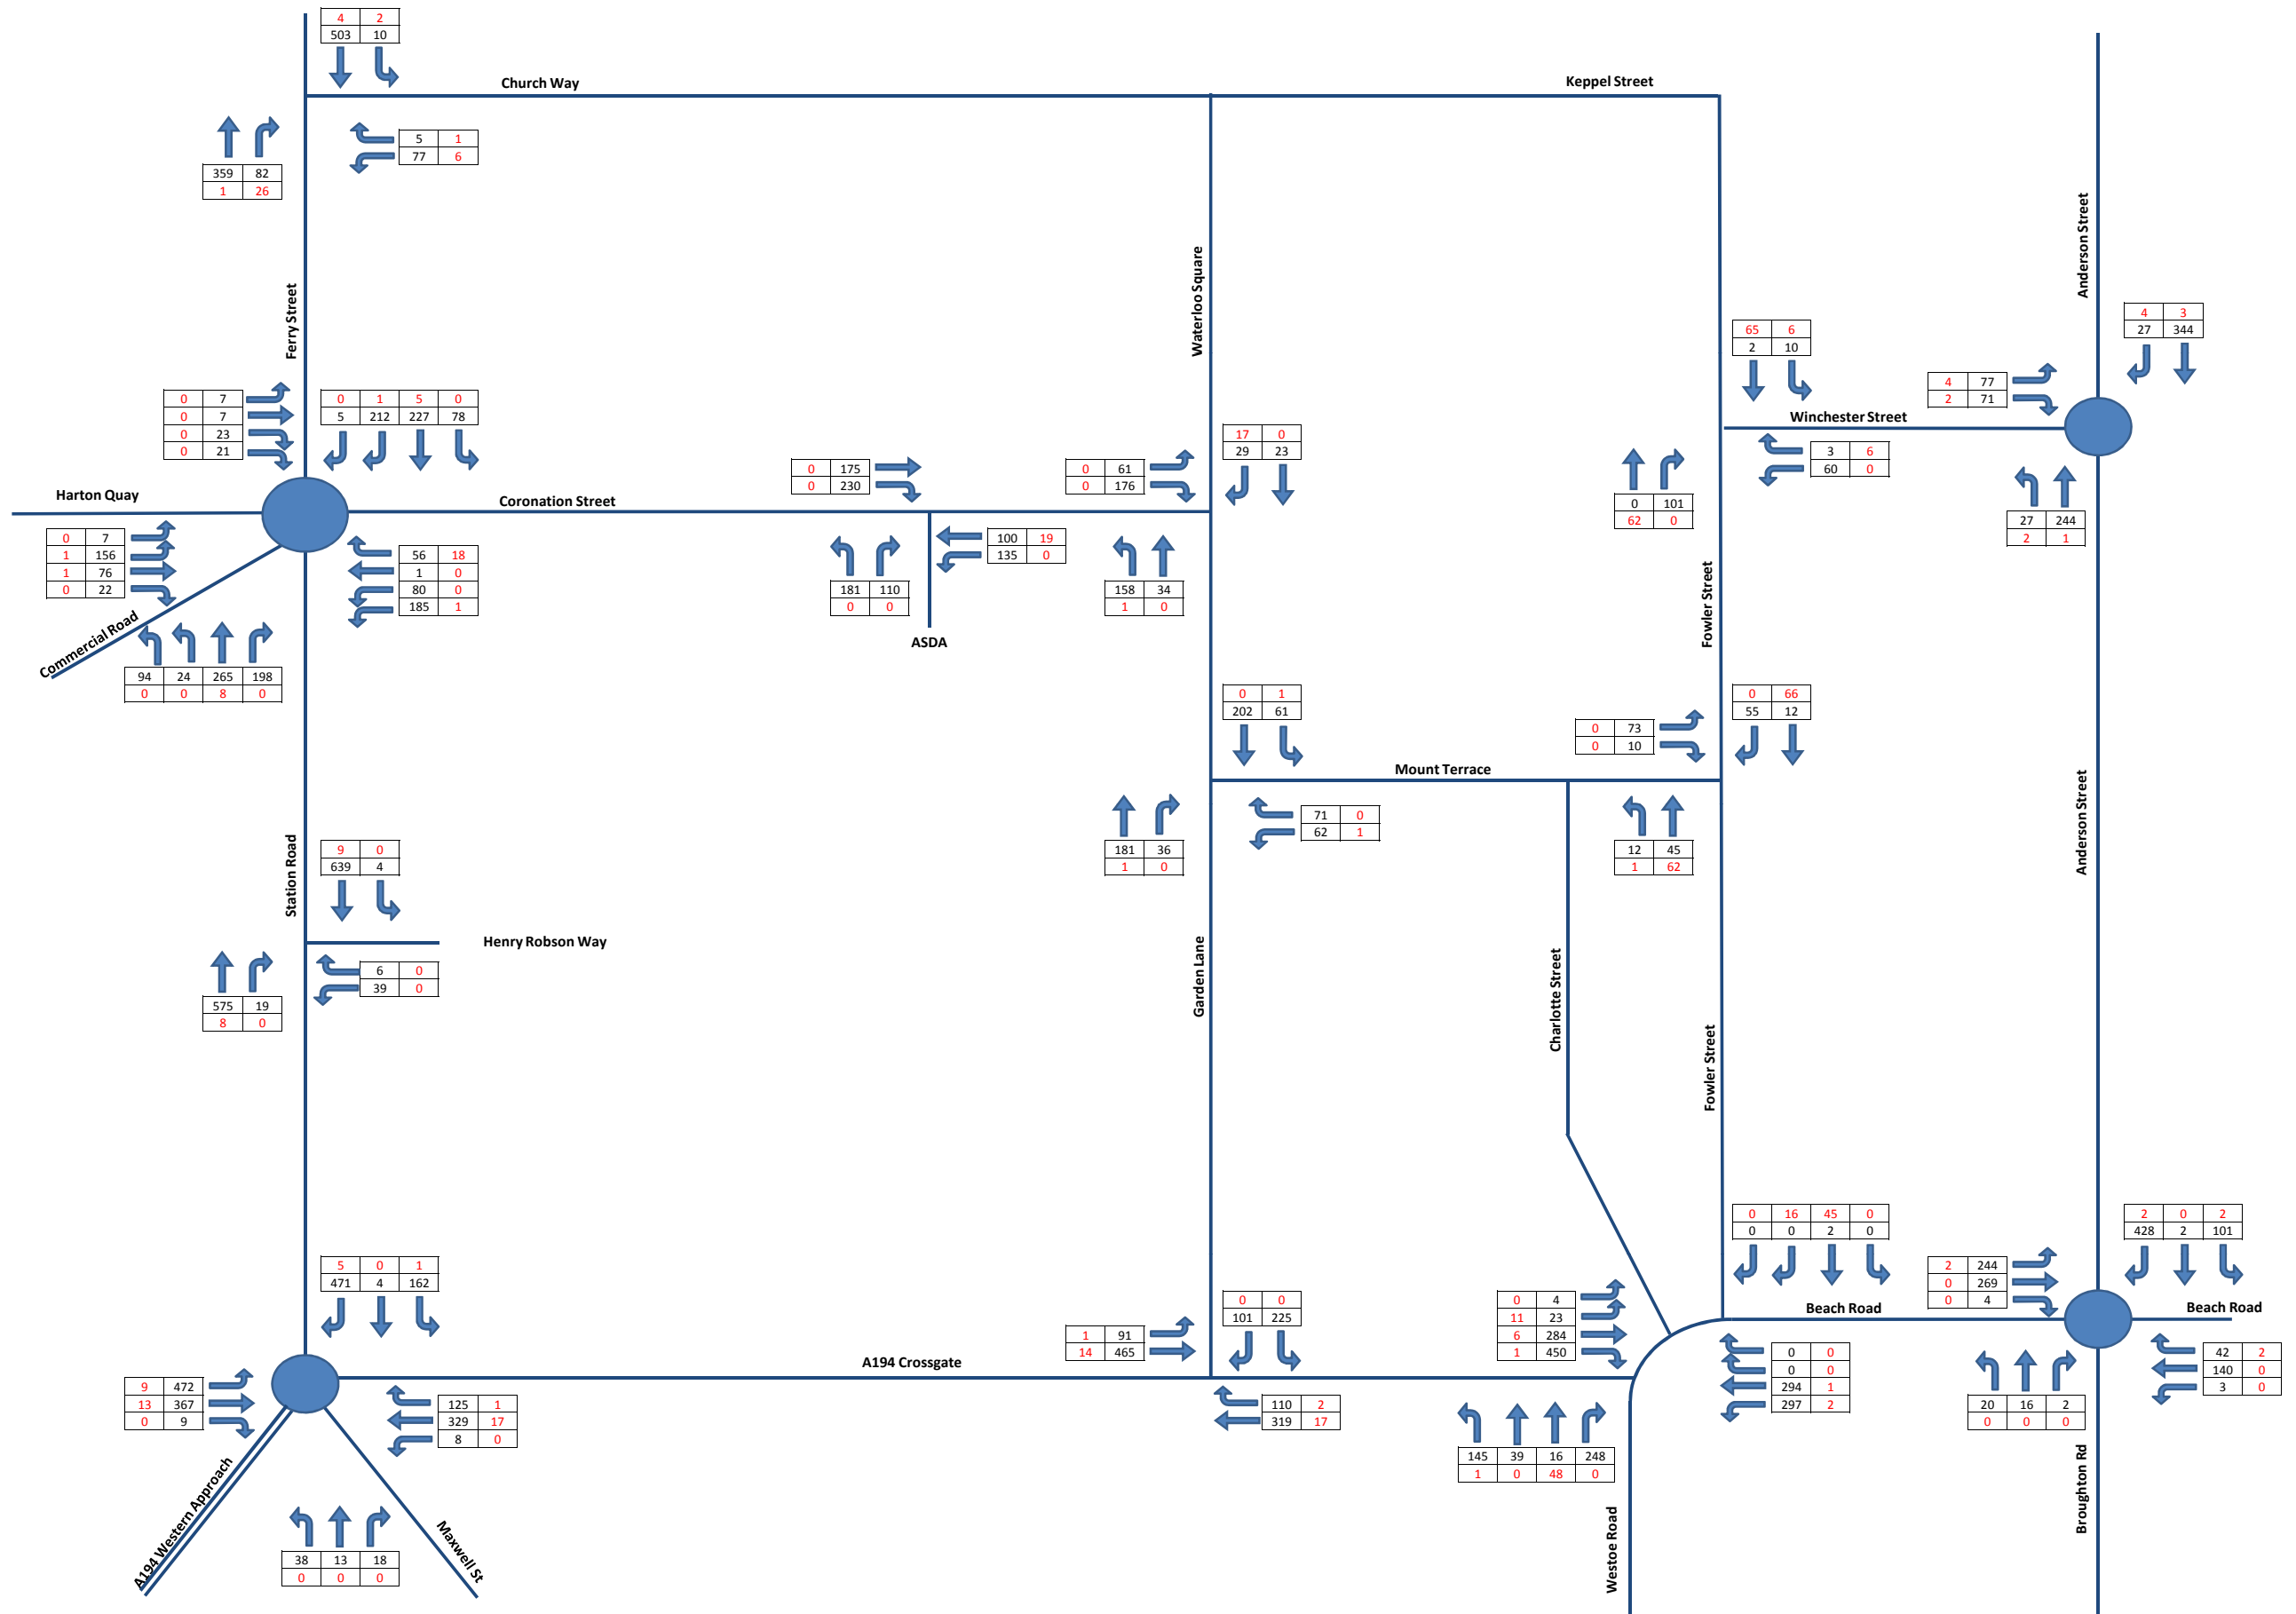 4 2
503 10
Church Way
Keppel Street
5 1
77 6
359 82
1 26
Ferry Street
Waterloo Square
Anderson Street
4 3
27 344
65 6
2 10
4 77
2 71
Winchester Street
3 6
60 0
0 101
62 0
27 244
2 1
0 7
0 7
0 23
0 21
0 1 5 0
5 212 227 78
0 175
0 230
0 61
0 176
17 0
29 23
Harton Quay
Coronation Street
0 7
1 156
1 76
0 22
56 18
1 0
80 0
185 1
181 110
0 0
100 19
135 0
158 34
1 0
ASDA
Commercial Road
94 24 265 198
0 0 8 0
Fowler Street
0 1
202 61
0 73
0 10
0 66
55 12
Mount Terrace
Station Road
9 0
639 4
181 36
1 0
71 0
62 1
12 45
1 62
Anderson Street
Henry Robson Way
6 0
39 0
575 19
8 0
Garden Lane
Charlotte Street
Fowler Street
5 0 1
471 4 162
1 91
14 465
0 0
101 225
0 4
11 23
6 284
1 450
0 16 45 0
0 0 2 0
2 244
0 269
0 4
2 0 2
428 2 101
Beach Road
Beach Road
A194 Crossgate
9 472
13 367
0 9
125 1
329 17
8 0
110 2
319 17
0 0
0 0
294 1
297 2
20 16 2
0 0 0
42 2
140 0
3 0
145 39 16 248
1 0 48 0
A194 Western Approach
38 13 18
0 0 0
Maxwell St
Westoe Road
Broughton Rd